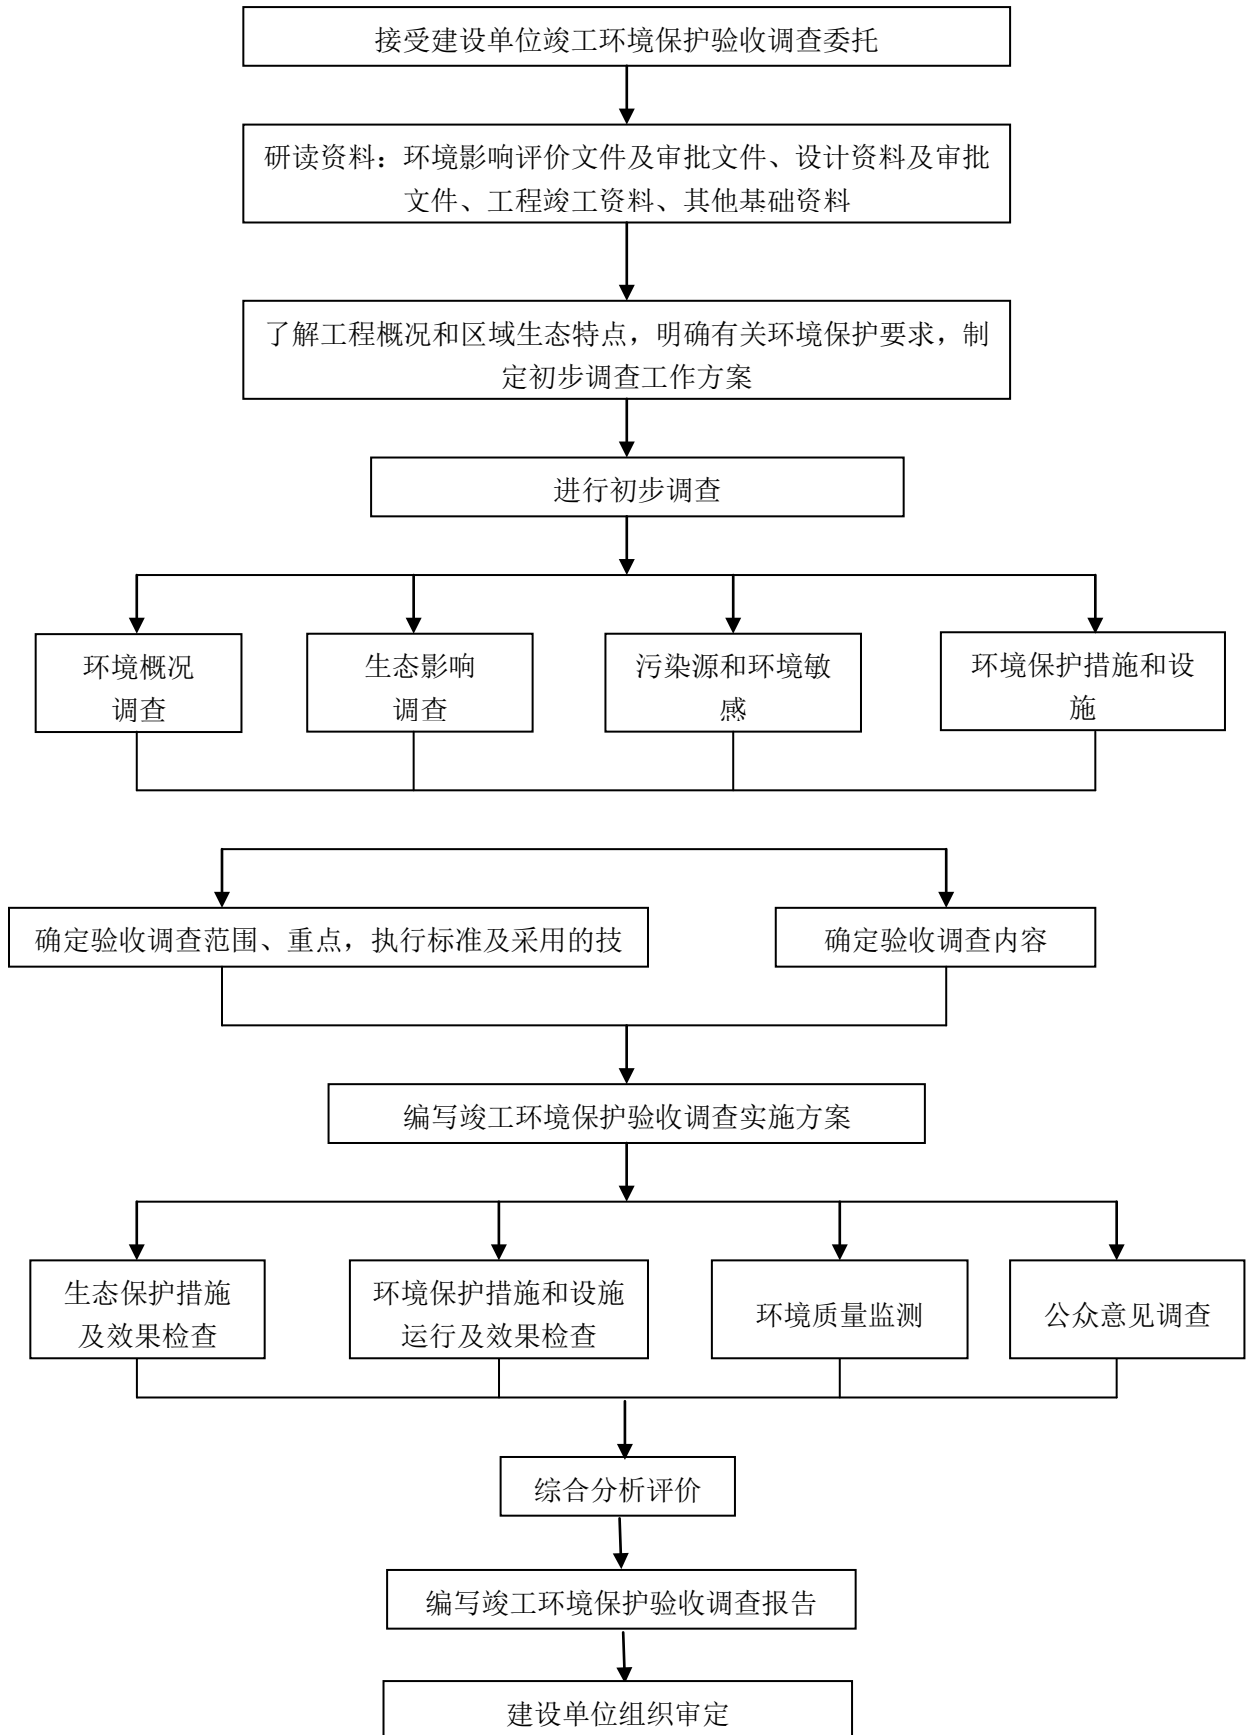 接受建设单位竣工环境保护验收调查委托
研读资料：环境影响评价文件及审批文件、设计资料及审批
文件、工程竣工资料、其他基础资料
了解工程概况和区域生态特点，明确有关环境保护要求，制
定初步调查工作方案
进行初步调查
环境概况
调查
生态影响
调查
污染源和环境敏
感
环境保护措施和设
施
确定验收调查范围、重点，执行标准及采用的技
确定验收调查内容
编写竣工环境保护验收调查实施方案
生态保护措施
及效果检查
环境保护措施和设施
运行及效果检查
环境质量监测
公众意见调查
综合分析评价
编写竣工环境保护验收调查报告
建设单位组织审定